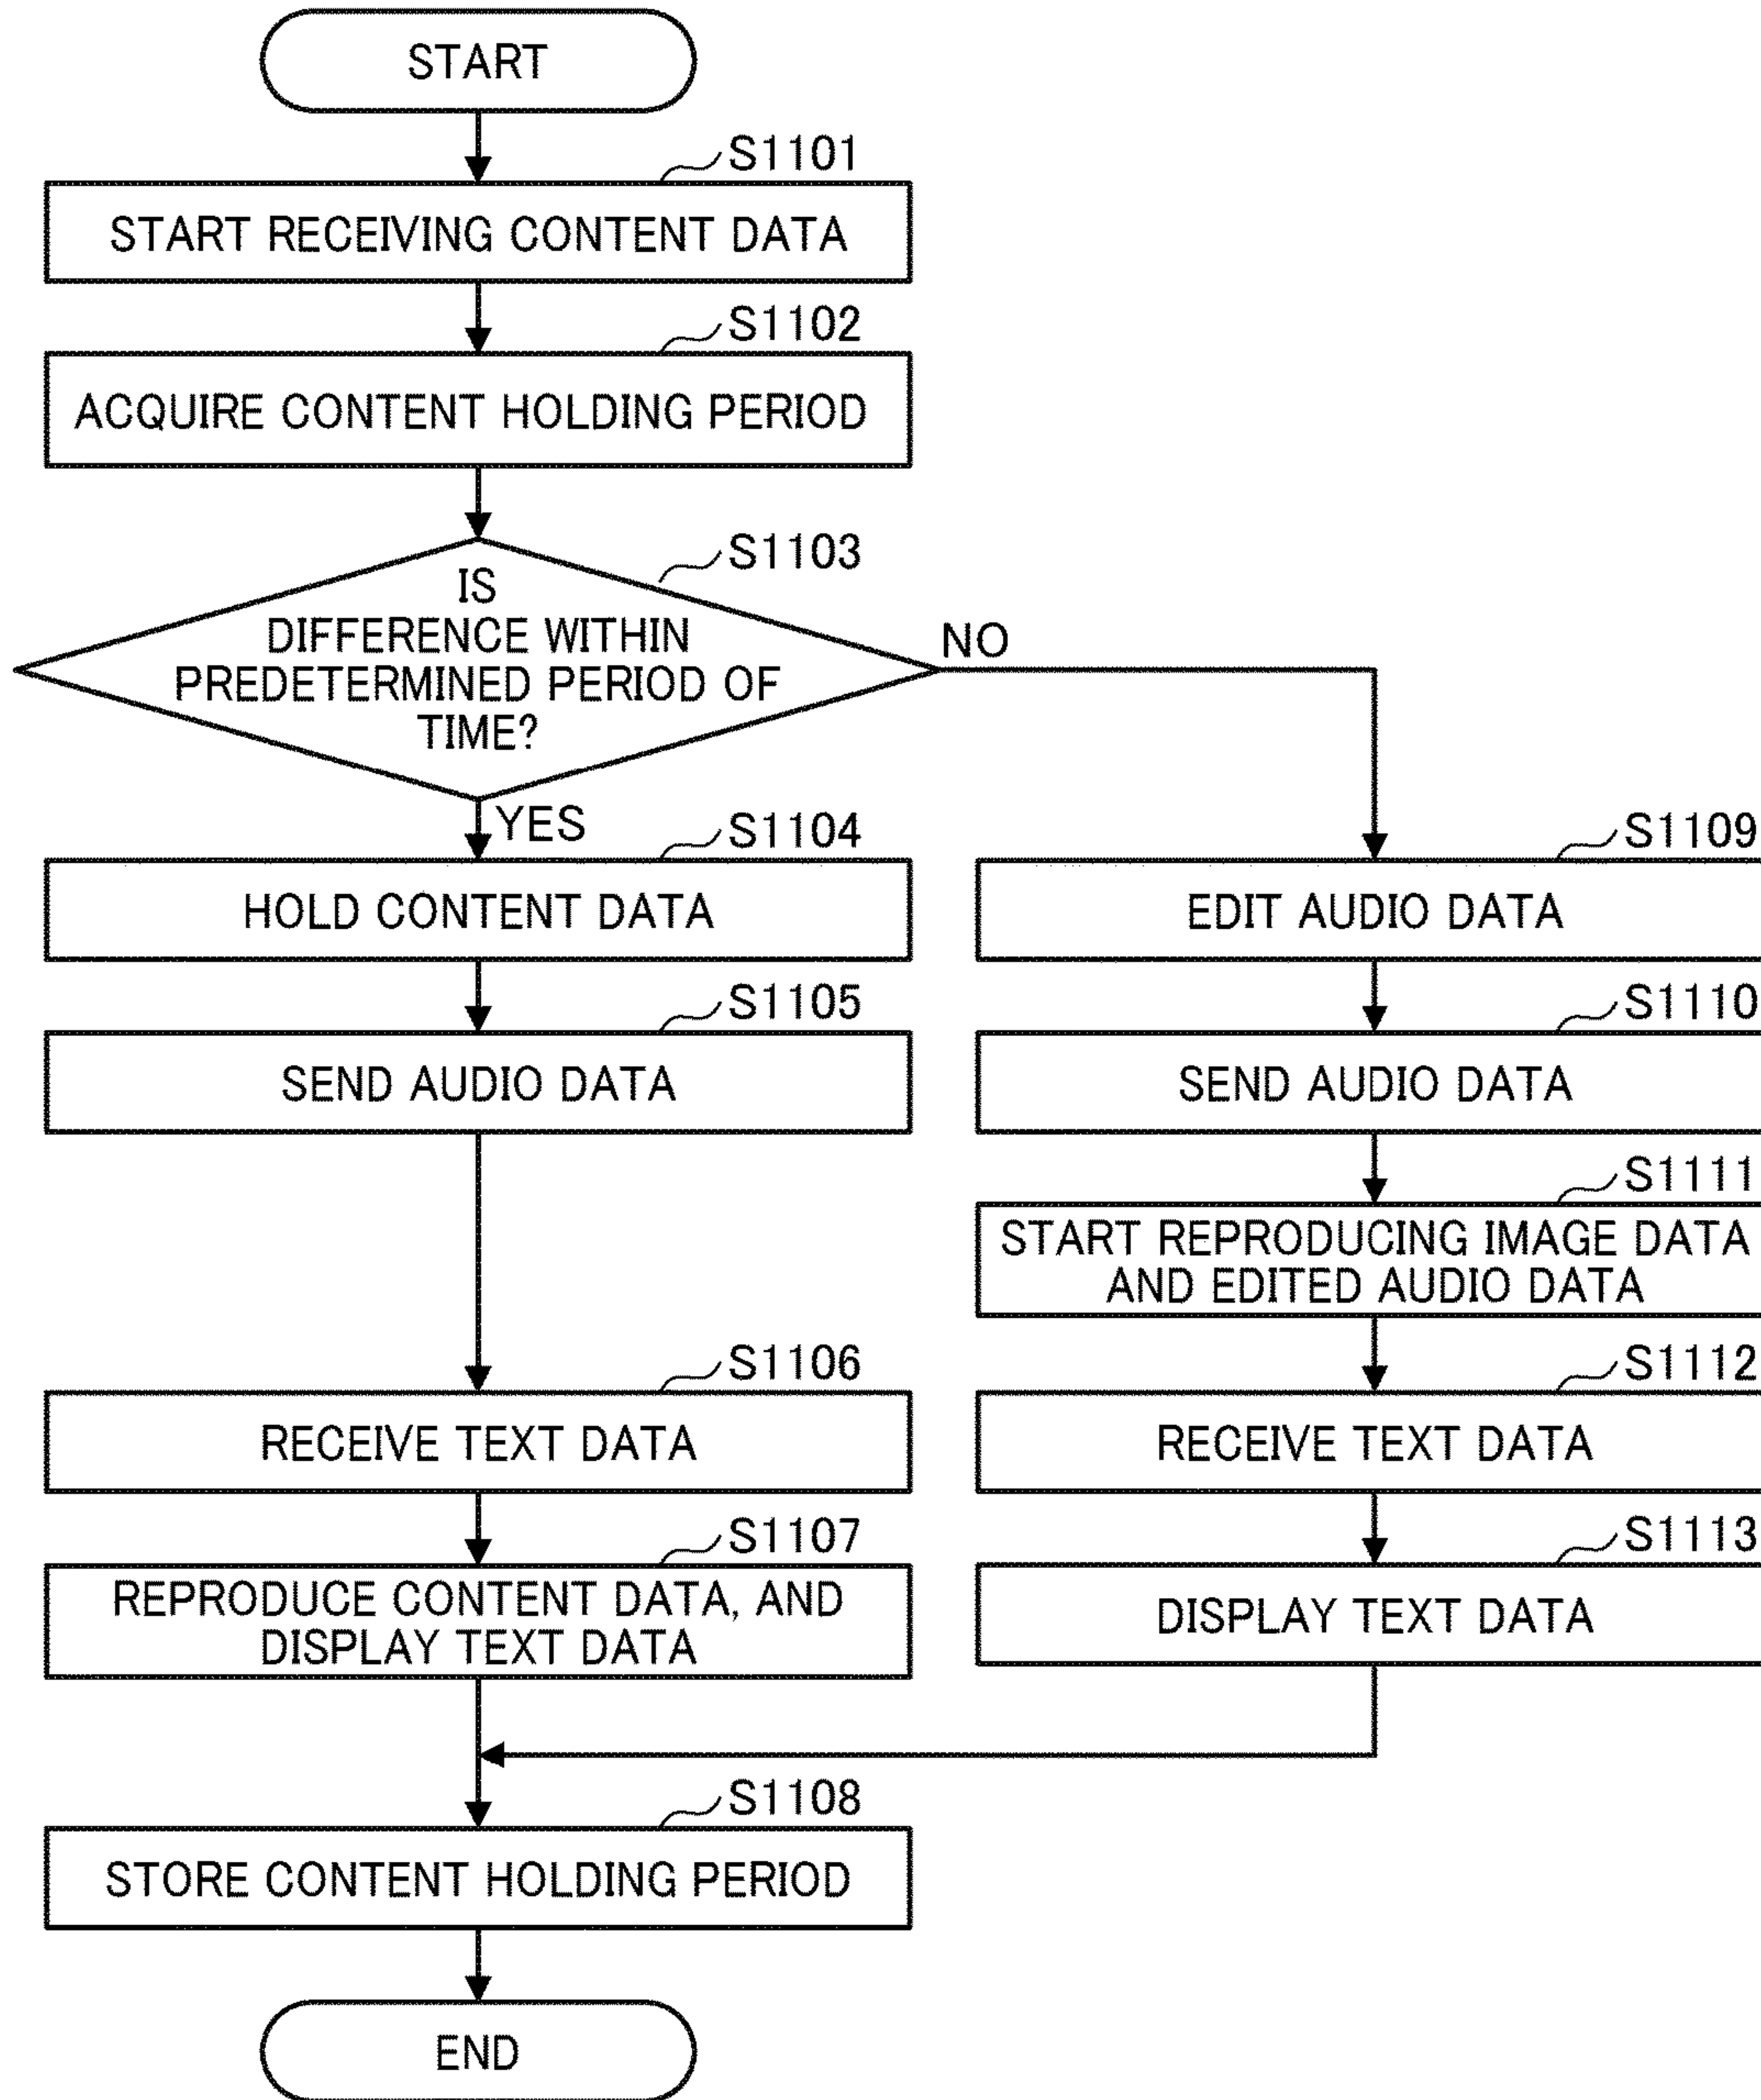 START
S1101
START RECEIVING CONTENT DATA
S1102
ACQUIRE CONTENT HOLDING PERIOD
S1103
IS
DIFFERENCE WITHIN
PREDETERMINED PERIOD OF
TIME?
NO
YES
S1104
HOLD CONTENT DATA
S1105
SEND AUDIO DATA
S1106
RECEIVE TEXT DATA
S1107
REPRODUCE CONTENT DATA, AND
DISPLAY TEXT DATA
S1109
EDIT AUDIO DATA
S1110
SEND AUDIO DATA
S1111
START REPRODUCING IMAGE DATA
AND EDITED AUDIO DATA
S1112
RECEIVE TEXT DATA
S1113
DISPLAY TEXT DATA
S1108
STORE CONTENT HOLDING PERIOD
END